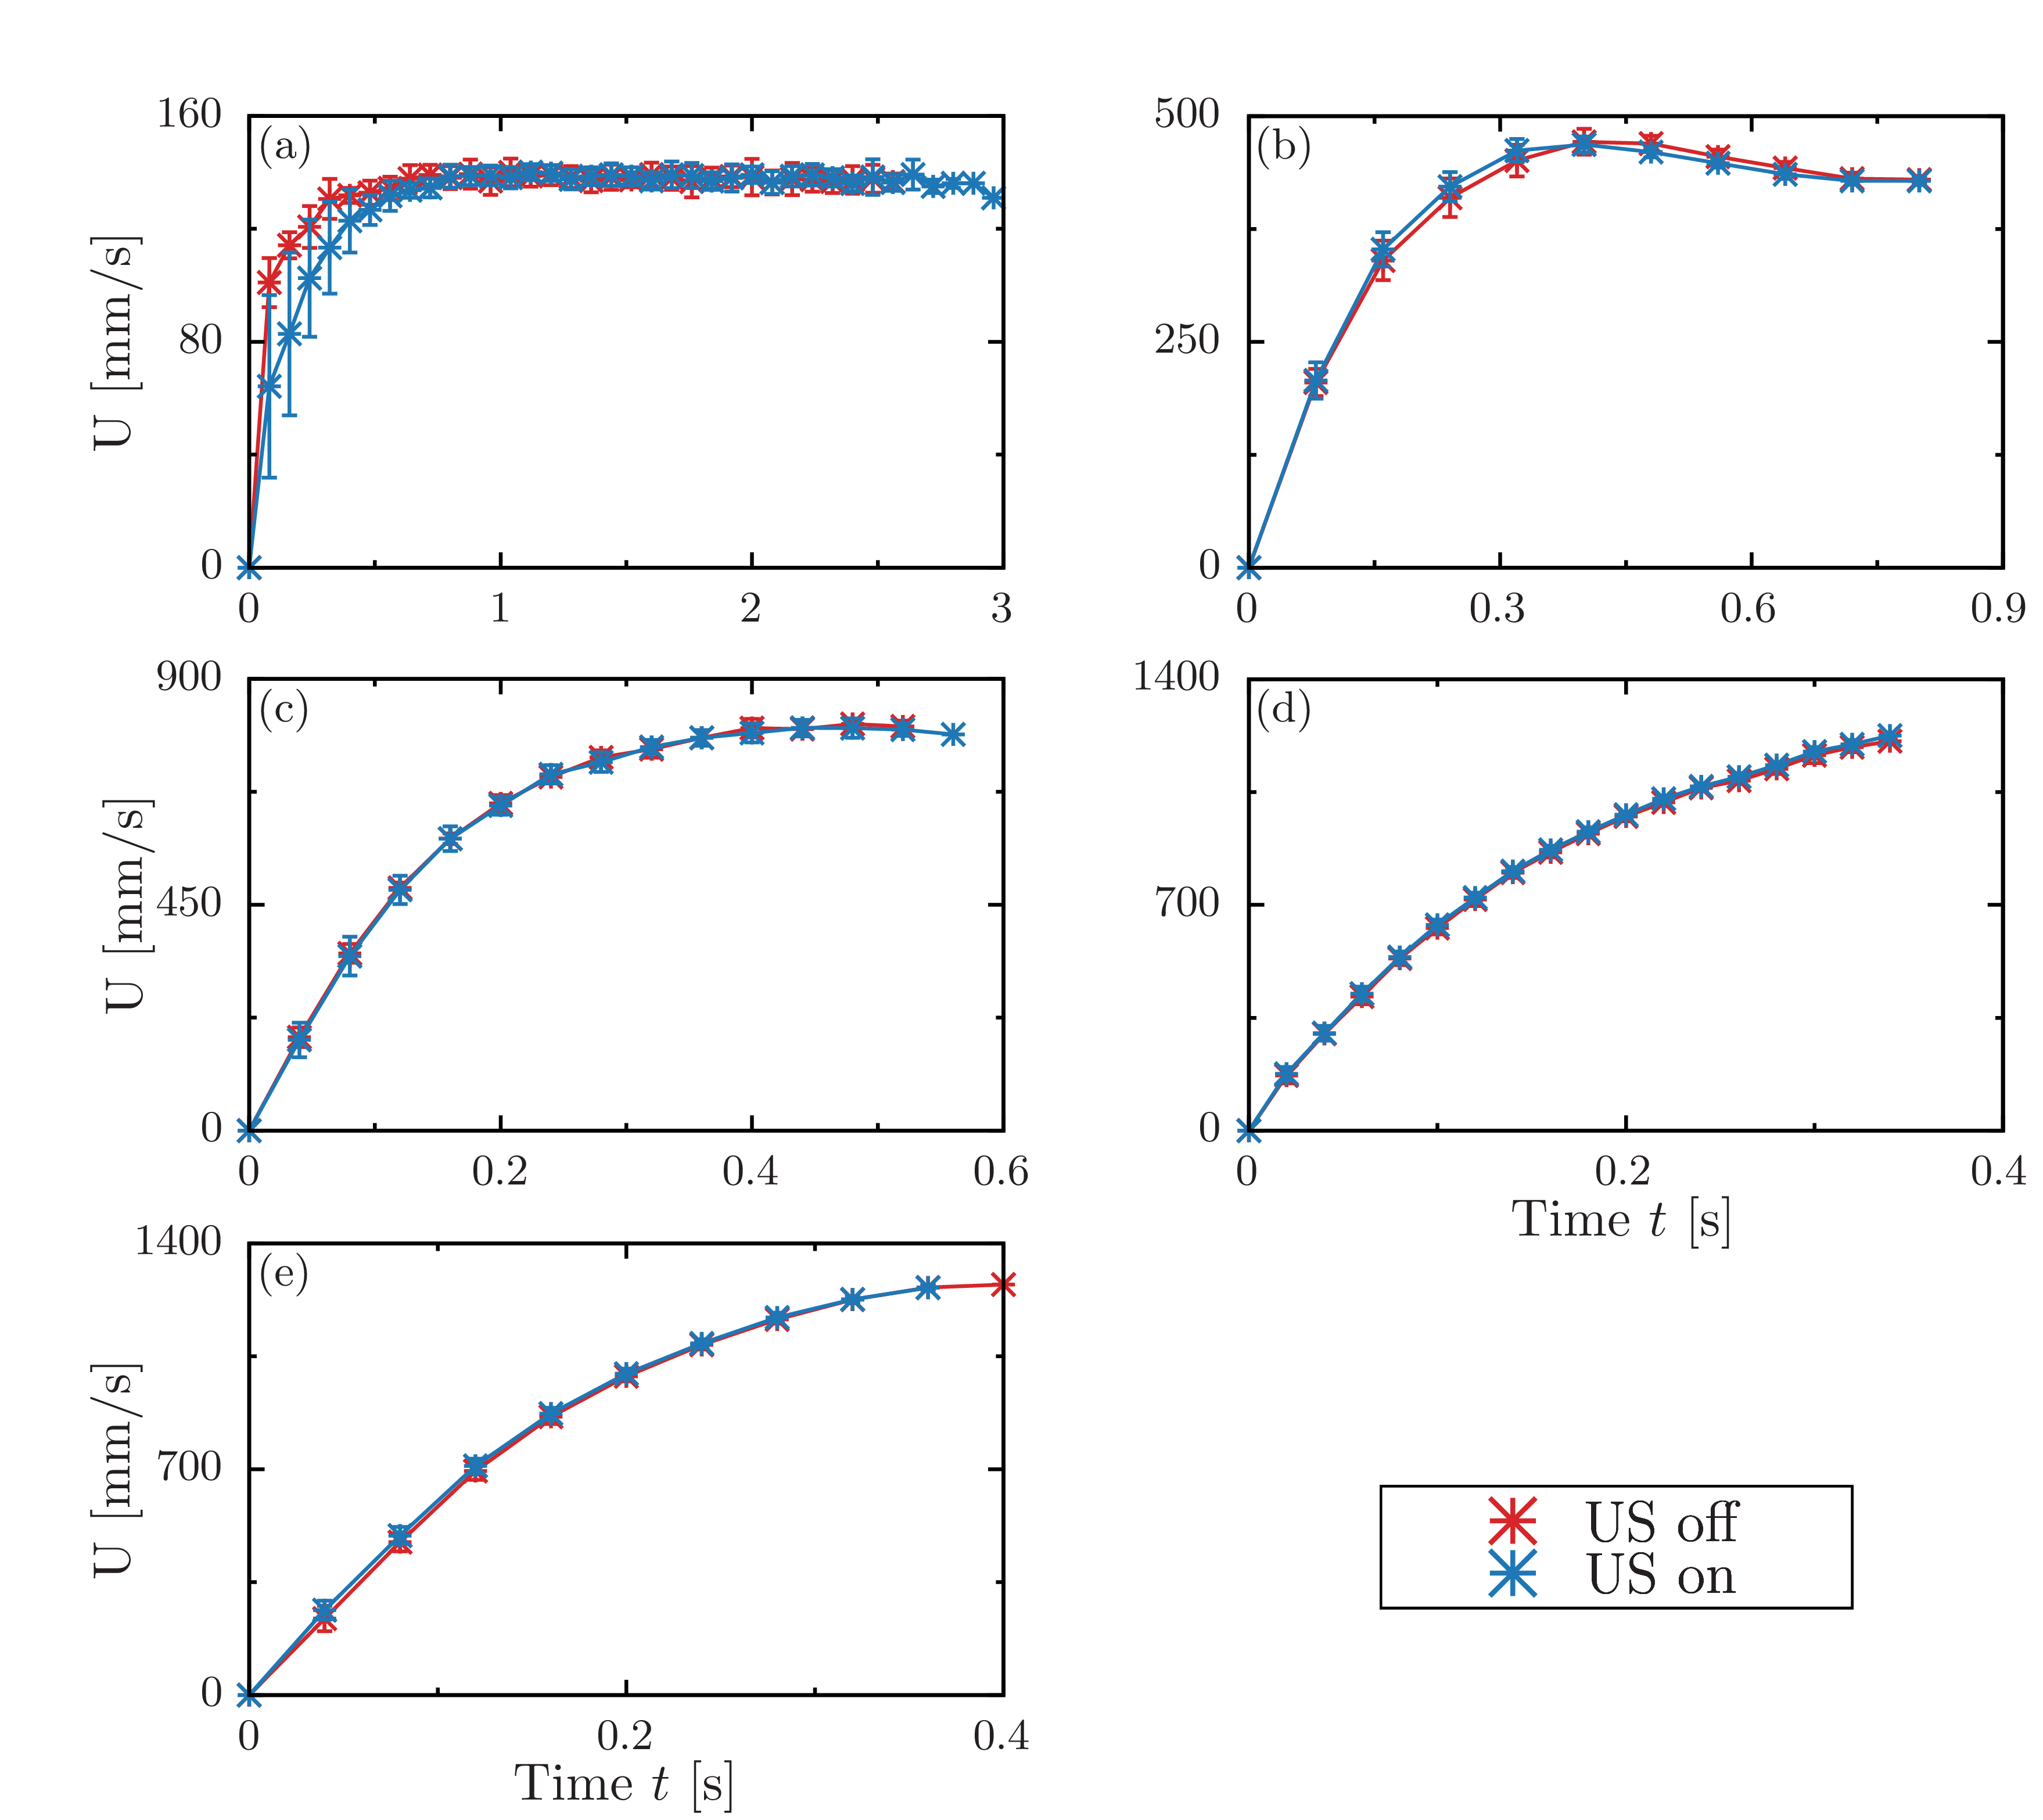 160
(a)
80
0
U [mm/s]
0 1 2 3
500
(b)
250
0
0 0.3 0.6 0.9
900
(c)
450
0
U [mm/s]
0 0.2 0.4 0.6
1400
(d)
700
0
0 0.2 0.4
Time t [s]
1400
(e)
700
0
U [mm/s]
0 0.2 0.4
Time t [s]
US off
US on